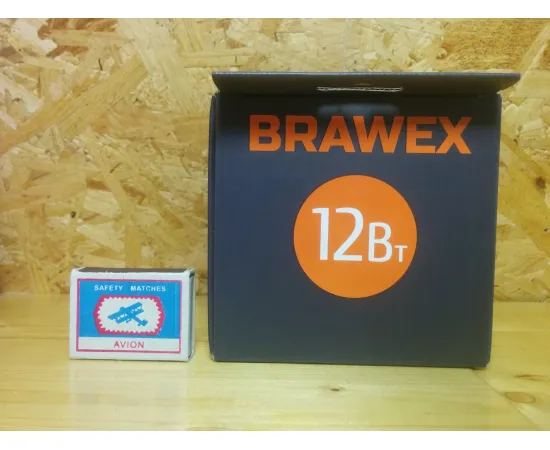 BRAWEX
12Вт
SAFETY MATCHES
AVION